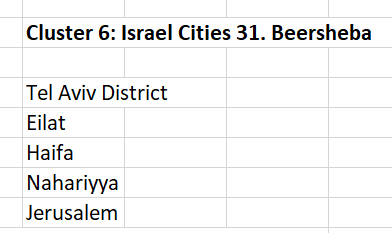 Cluster 6: Israel Cities 31. Beersheba
Tel Aviv District
Eilat
Haifa
Nahariyya
Jerusalem